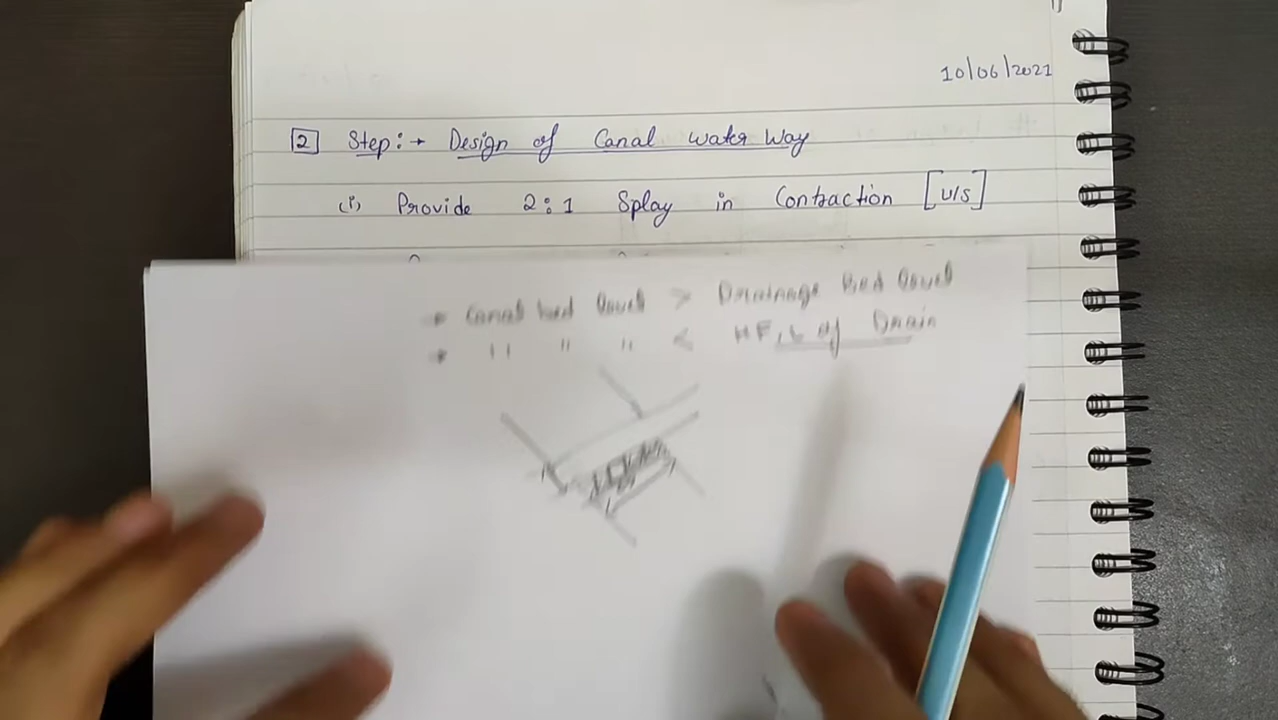 10/06/2021
2 Step:→ Design of Canal water Way
(i) Provide 2:1 Splay in Contraction [U/S]
* Canal bed level > Drainage Bed level
* " " " < HFL of Drain